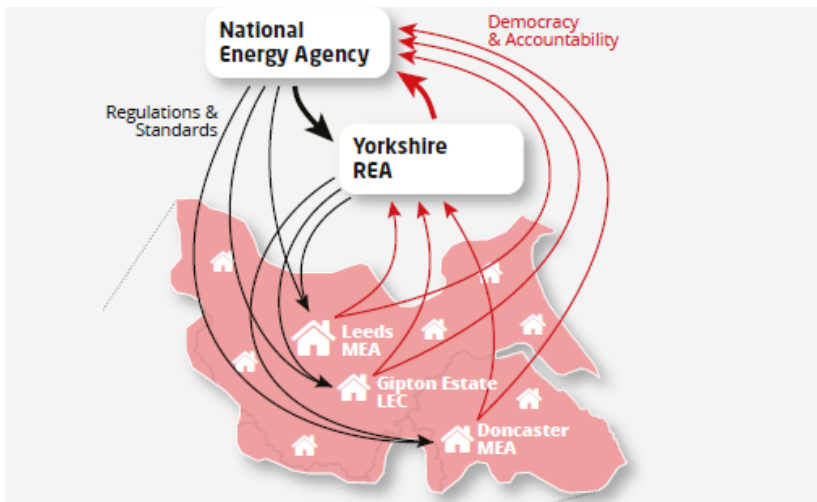 National
Energy Agency
Democracy
& Accountability
Regulations &
Standards
Yorkshire
REA
Leeds
MEA
Gipton Estate
LEC
Doncaster
MEA